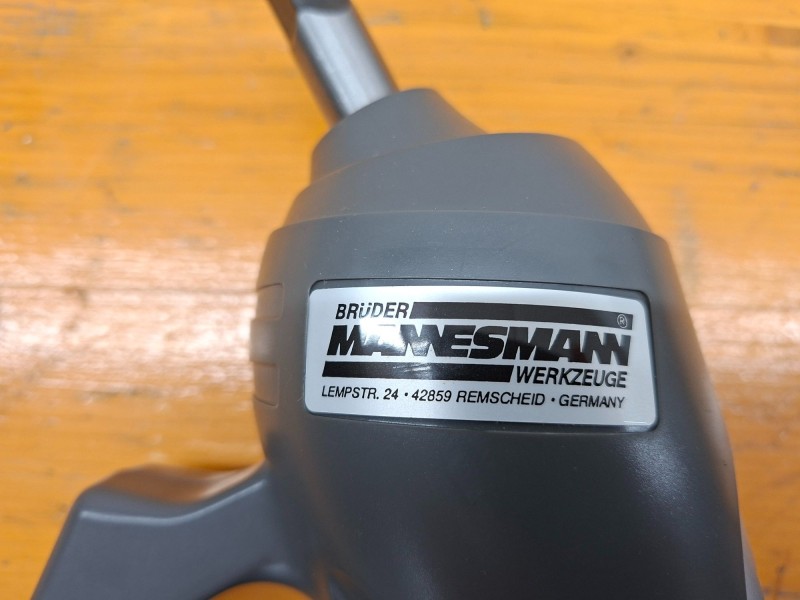 BRÜDER
MANNESMANN ®
WERKZEUGE
LEMPSTR. 24 · 42859 REMSCHEID · GERMANY